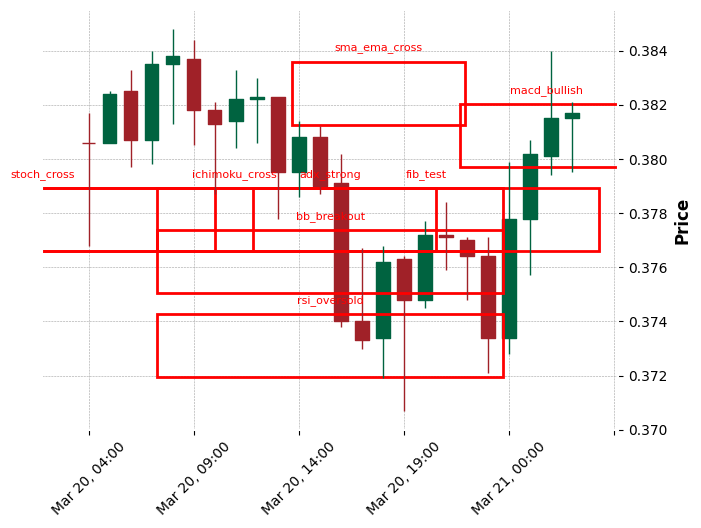 sma_ema_cross
macd_bullish
stoch_cross
ichimoku_cross
fib_test
bb_breakout
rsi_oversold
0.384
0.382
0.380
0.378
0.376
0.374
0.372
0.370
Price
Mar 20, 04:00
Mar 20, 09:00
Mar 20, 14:00
Mar 20, 19:00
Mar 21, 00:00